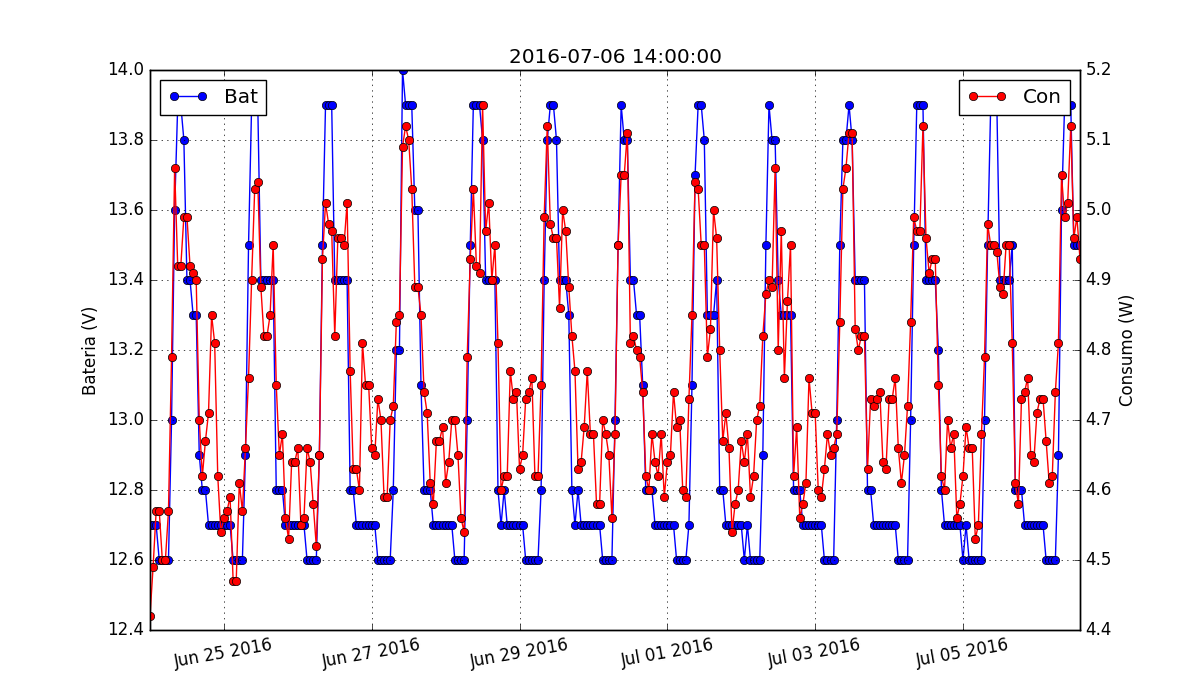 2016-07-06 14:00:00
Bat
Con
Bateria (V)
14.0
13.8
13.6
13.4
13.2
13.0
12.8
12.6
12.4
5.2
5.1
5.0
4.9
4.8
4.7
4.6
4.5
4.4
Consumo (W)
Jun 25 2016
Jun 27 2016
Jun 29 2016
Jul 01 2016
Jul 03 2016
Jul 05 2016